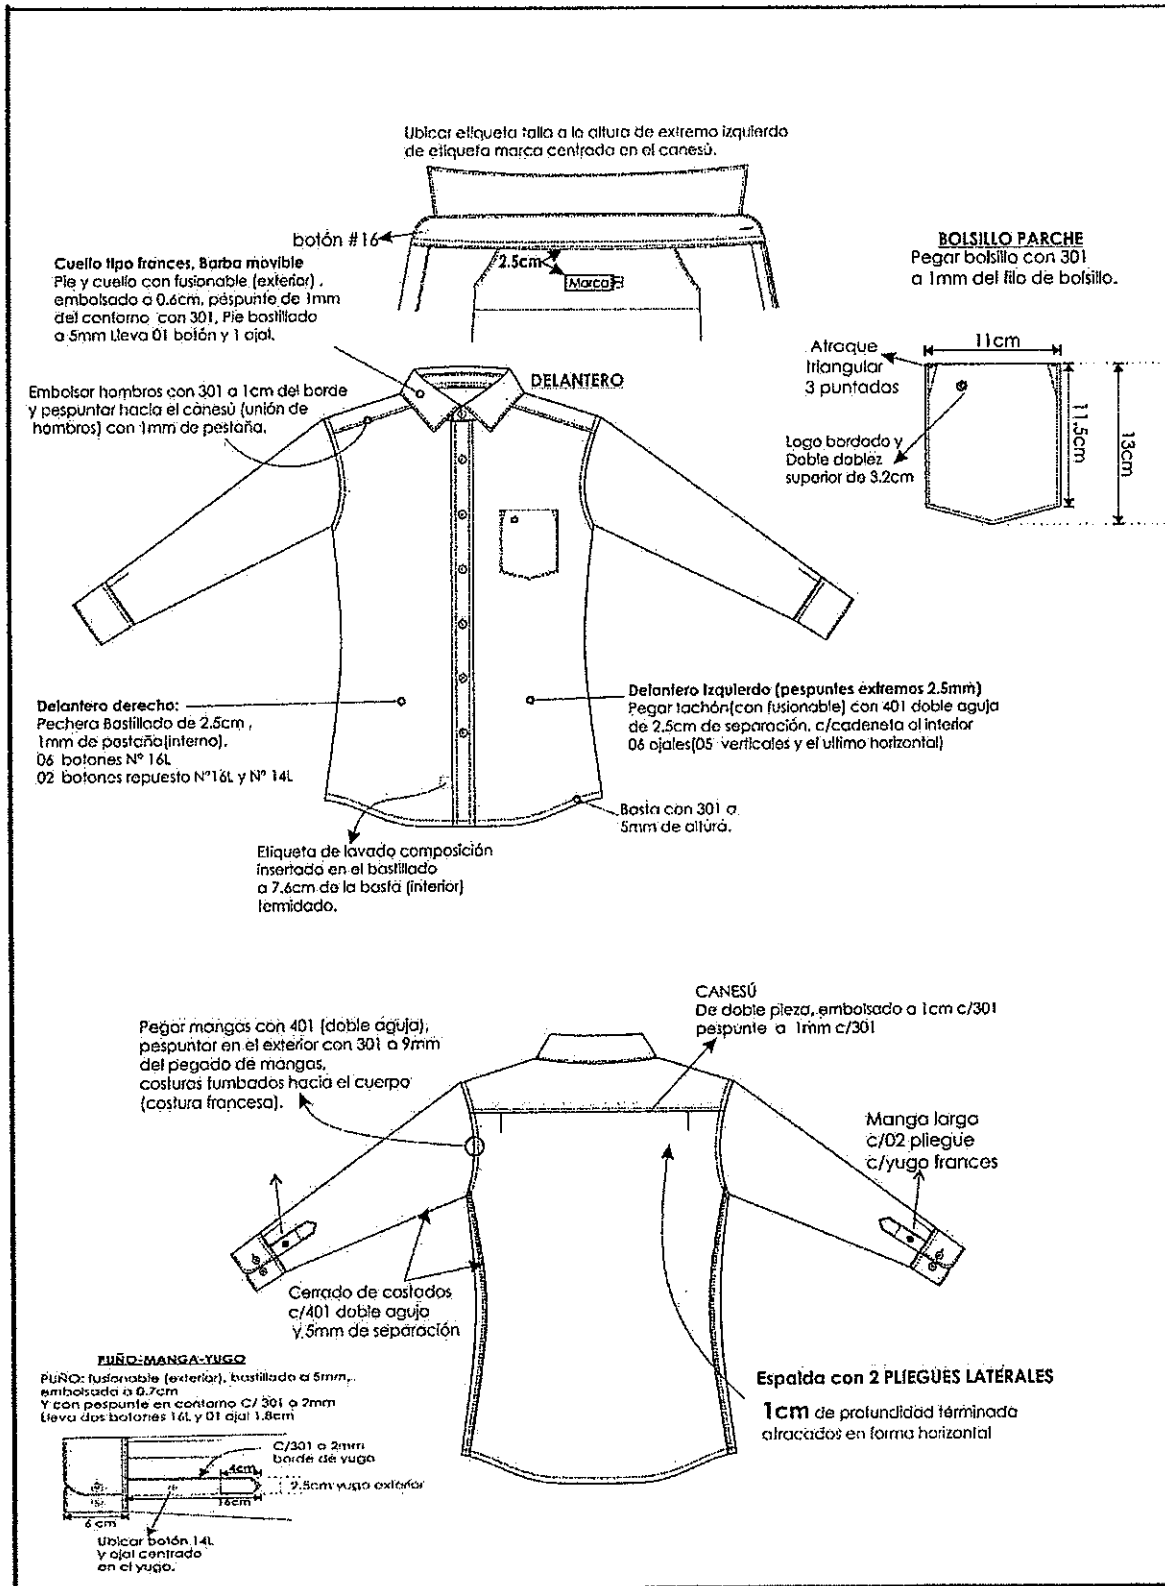 Ubicar etiqueta talla a la altura de extremo izquierdo
de etiqueta marca centrada en el canesú.
botón #16
2.5cm
Marca
Cuello tipo frances, Barba movible
Pie y cuello con fusionable (exterior) ,
embolsado a 0.6cm, pespunte de 1mm
del contorno con 301, Pie bastillado
a 5mm Lleva 01 botón y 1 ojal.
BOLSILLO PARCHE
Pegar bolsillo con 301
a 1mm del filo de bolsillo.
Atraque
triangular
3 puntadas
11cm
11.5cm
13cm
Logo bordado y
Doble doblez
superior de 3.2cm
DELANTERO
Embolsar hombros con 301 a 1cm del borde
y pespuntar hacia el canesú (unión de
hombros) con 1mm de pestaña.
Delantero derecho:
Pechera Bastillado de 2.5cm ,
1mm de pestaña(interno).
06 botones N° 16L
02 botones repuesto N°16L y N° 14L
Delantero Izquierdo (pespuntes extremos 2.5mm)
Pegar tachón(con fusionable) con 401 doble aguja
de 2.5cm de separación, c/cadeneta al interior
06 ojales(05 verticales y el ultimo horizontal)
Basta con 301 a
5mm de altura.
Etiqueta de lavado composición
insertado en el bastillado
a 7.6cm de la basta (interior)
termidado.
CANESÚ
De doble pieza, embolsado a 1cm c/301
pespunte a 1mm c/301
Pegar mangas con 401 (doble aguja),
pespuntar en el exterior con 301 a 9mm
del pegado de mangas,
costuras tumbados hacia el cuerpo
(costura francesa).
Manga larga
c/02 pliegue
c/yugo frances
Cerrado de costados
c/401 doble aguja
y.5mm de separación
Espalda con 2 PLIEGUES LATERALES
1cm de profundidad términada
atracados en forma horizontal
PUÑO-MANGA-YUGO
PUÑO: fusionable (exterior), bastillado a 5mm,
embolsada a 0.7cm
Y con pespunte en contorno C/ 301 a 2mm
Lleva dos botones 16L y 01 ojal 1.8cm
C/301 a 2mm
borde de yugo
4cm
2.5cm yugo exterior
16cm
6 cm
Ubicar botón 14L
Y ojal centrado
en el yugo.